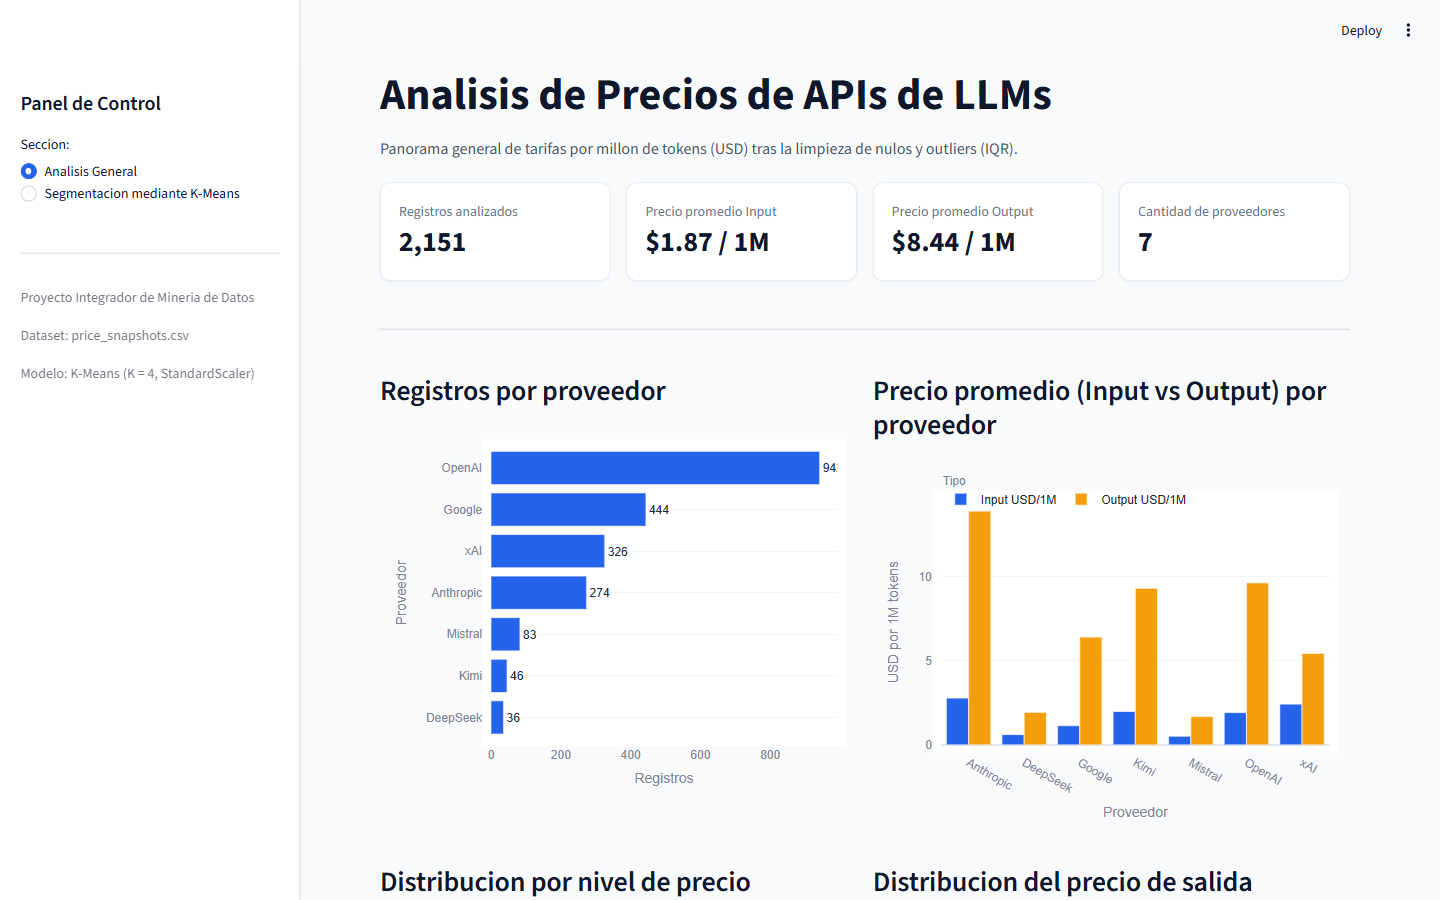 Deploy
Panel de Control
Seccion:
Analisis General
Segmentacion mediante K-Means
Proyecto Integrador de Mineria de Datos
Dataset: price_snapshots.csv
Modelo: K-Means (K = 4, StandardScaler)
Analisis de Precios de APIs de LLMs
Panorama general de tarifas por millon de tokens (USD) tras la limpieza de nulos y outliers (IQR).
Registros analizados
2,151
Precio promedio Input
$1.87 / 1M
Precio promedio Output
$8.44 / 1M
Cantidad de proveedores
7
Registros por proveedor
Proveedor
OpenAI
Google
xAI
Anthropic
Mistral
Kimi
DeepSeek
94
444
326
274
83
46
36
0 200 400 600 800
Registros
Precio promedio (Input vs Output) por
proveedor
Tipo
Input USD/1M Output USD/1M
USD por 1M tokens
10
5
0
Anthropic DeepSeek Google Kimi Mistral OpenAI xAI
Proveedor
Distribucion por nivel de precio
Distribucion del precio de salida